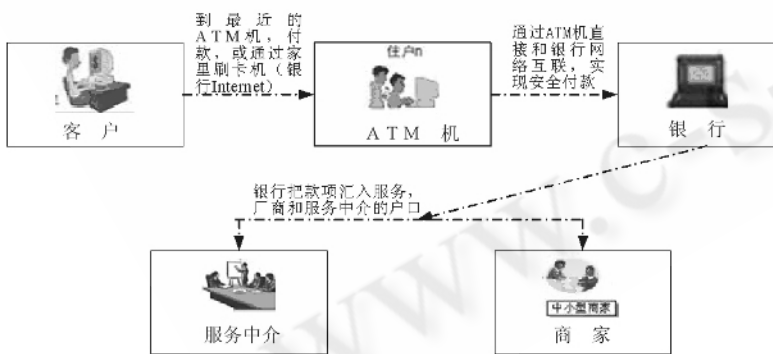 到最近的
ATM机，付
款，或通过家
里刷卡机（银
行Internet）
客 户
住户n
ATM 机
通过ATM机直
接和银行网
络互联，实
现安全付款
银 行
银行把款项汇入服务，
厂商和服务中介的户口
服务中介
中小型商家
商 家
www.c-s